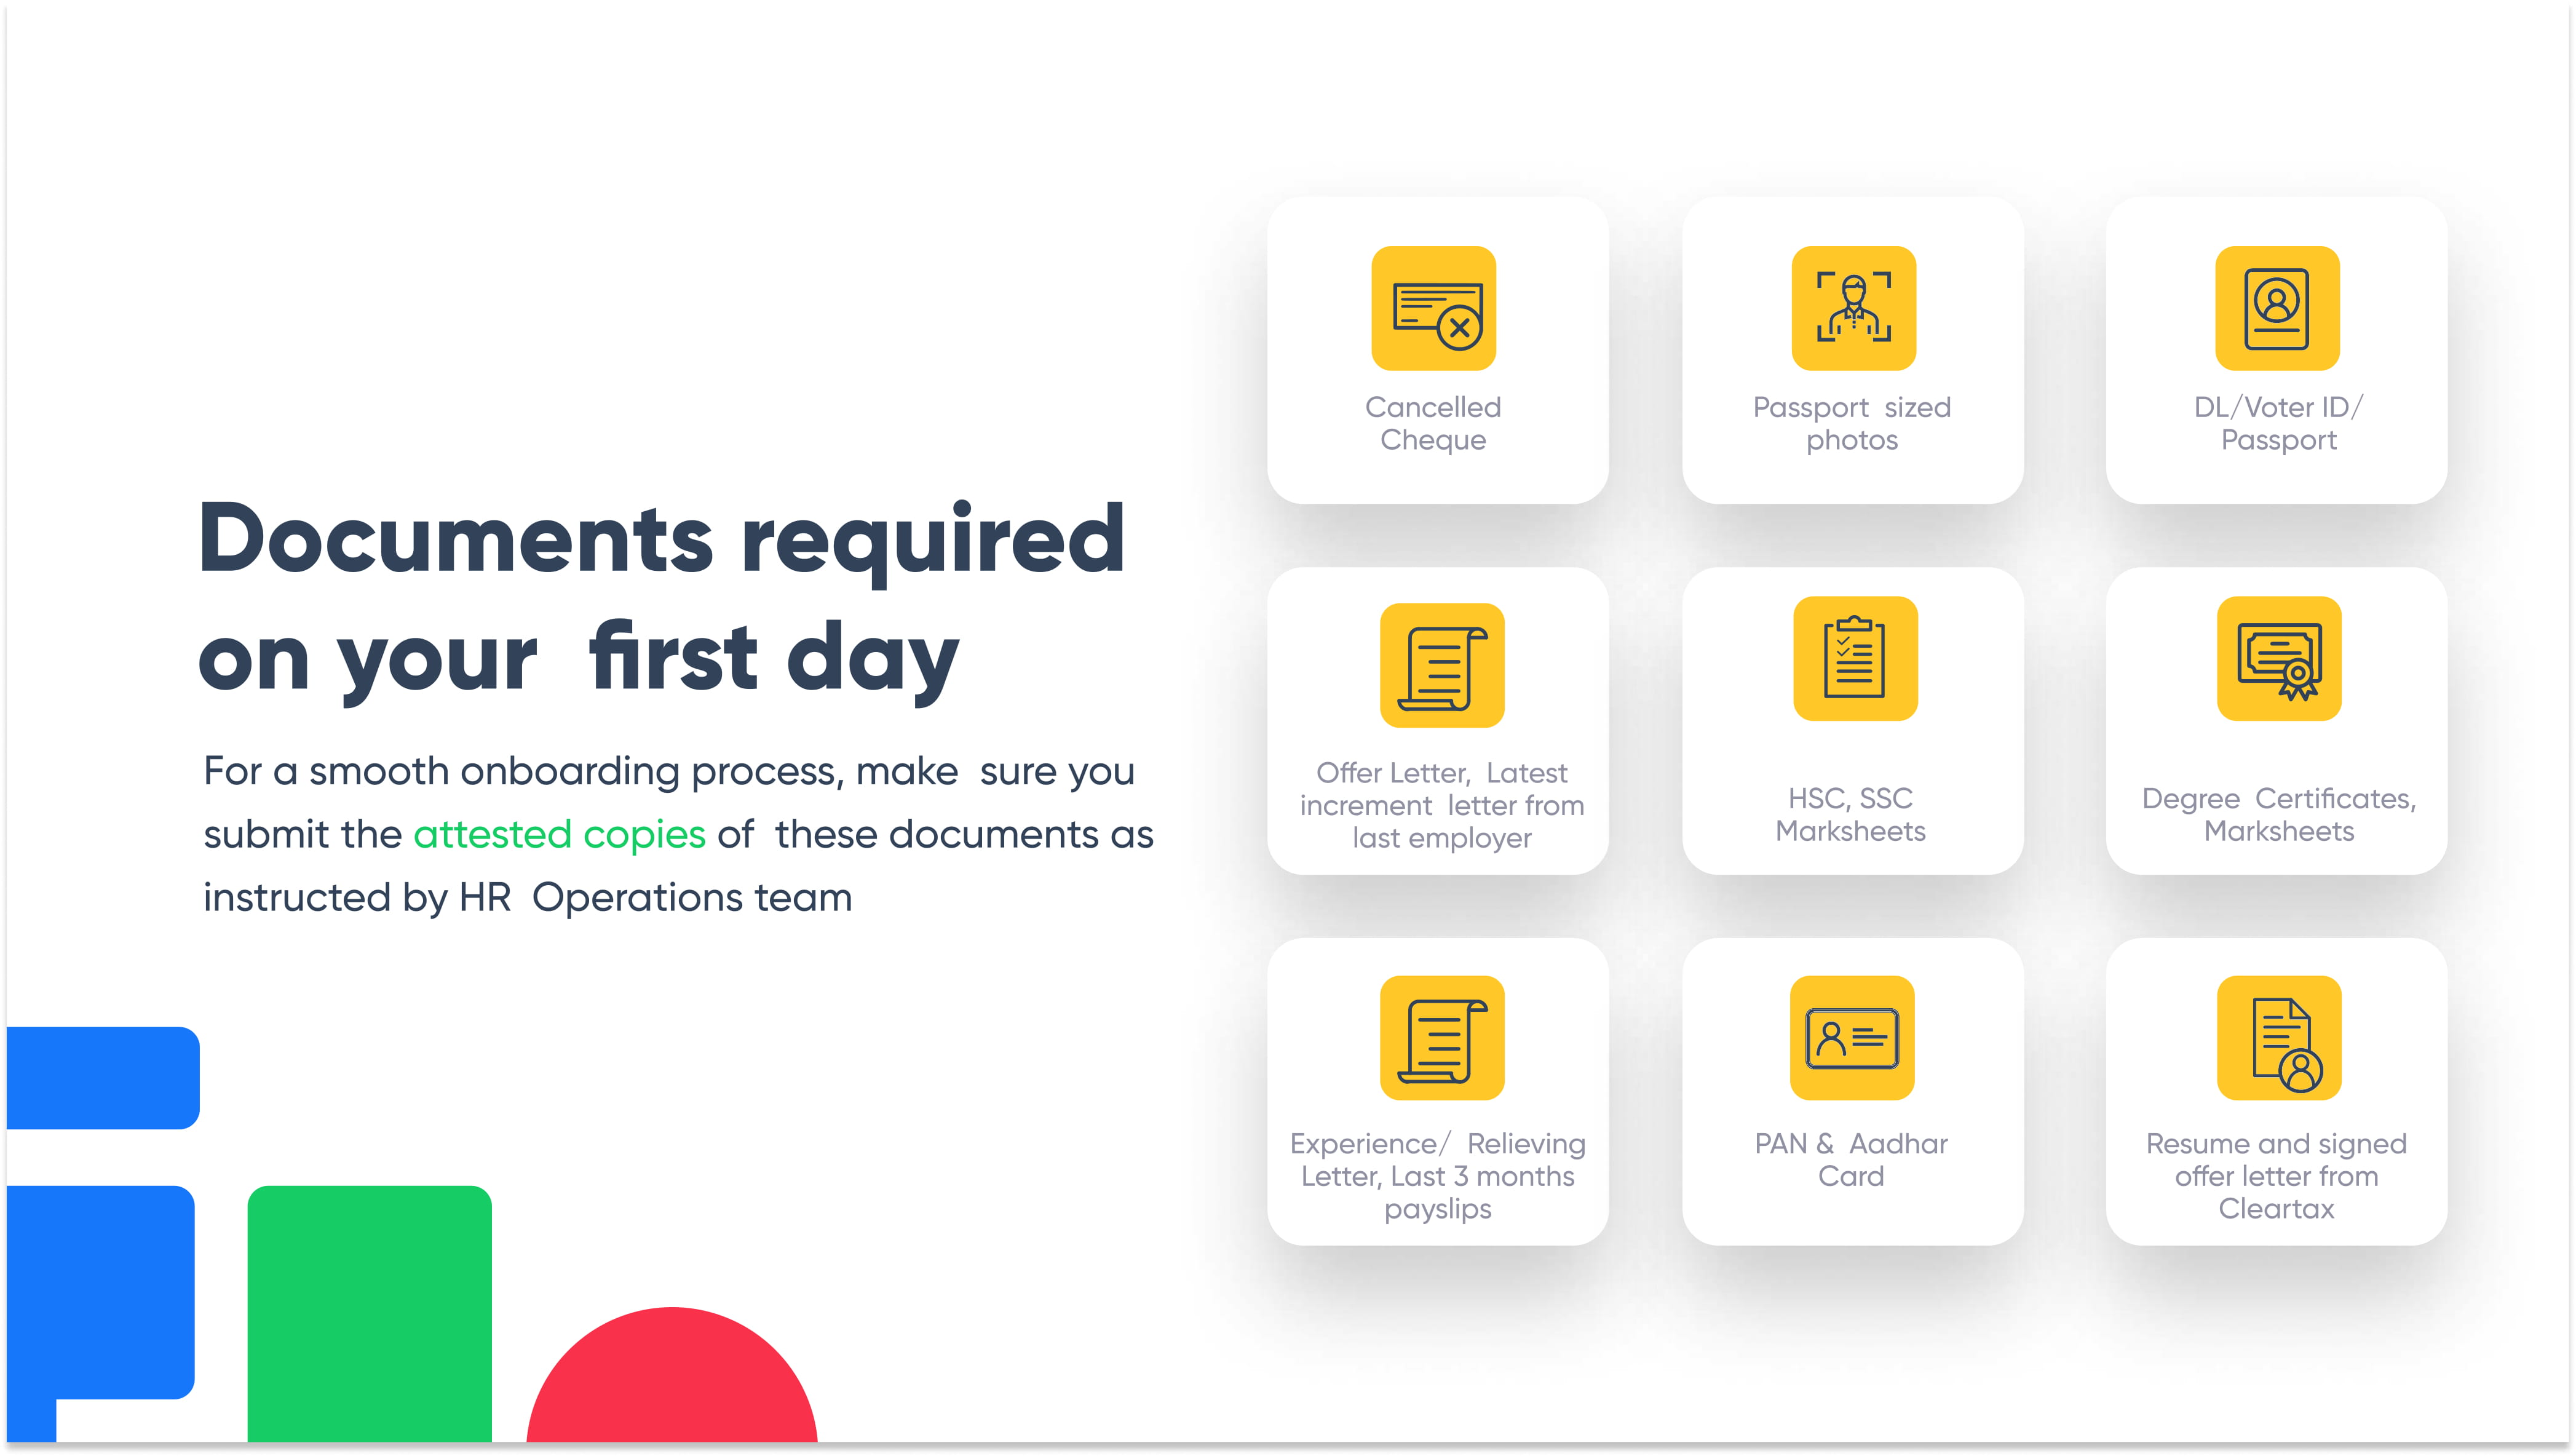 Documents required
on your first day
For a smooth onboarding process, make sure you
submit the attested copies of these documents as
instructed by HR Operations team
Cancelled
Cheque
Passport sized
photos
DL/Voter ID/
Passport
Offer Letter, Latest
increment letter from
last employer
HSC, SSC
Marksheets
Degree Certificates,
Marksheets
Experience/ Relieving
Letter, Last 3 months
payslips
PAN & Aadhar
Card
Resume and signed
offer letter from
Cleartax